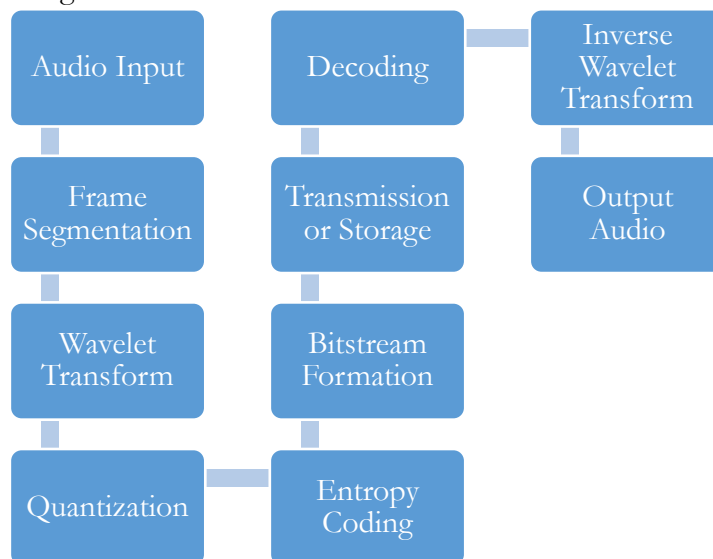 Audio Input
Frame
Segmentation
Wavelet
Transform
Quantization
Entropy
Coding
Bitstream
Formation
Transmission
or Storage
Decoding
Inverse
Wavelet
Transform
Output
Audio